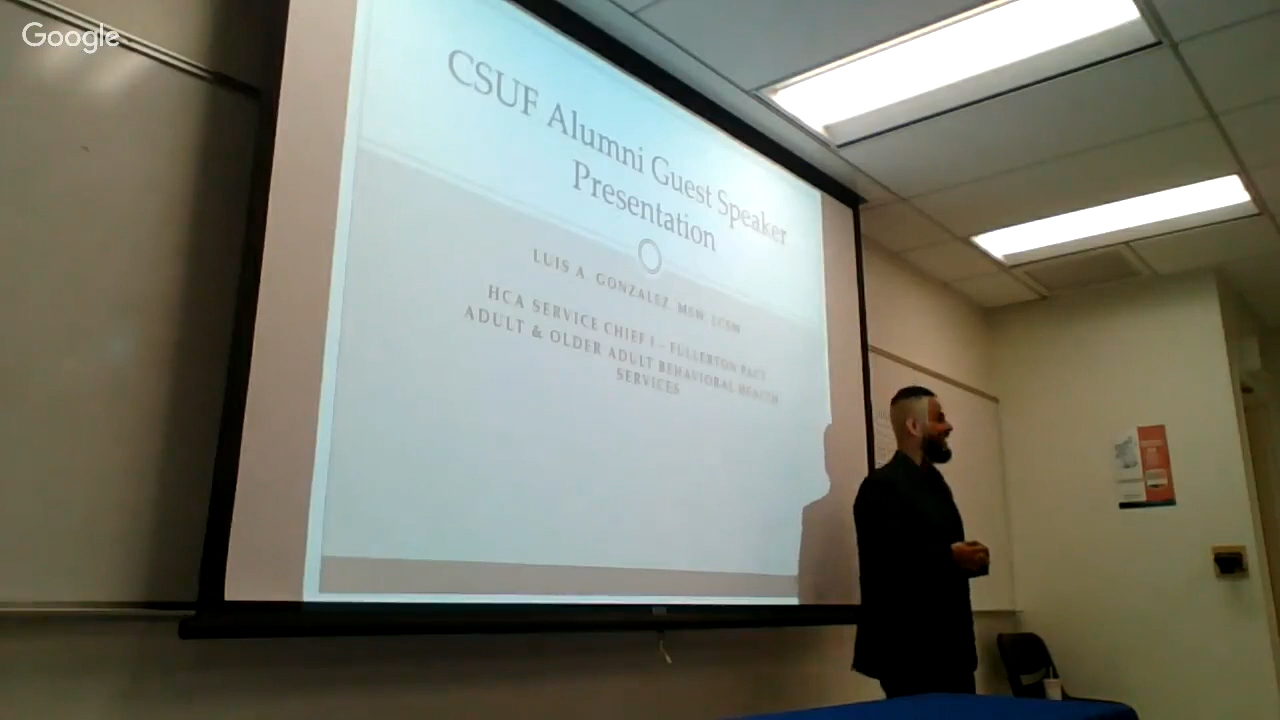 Google
CSUF Alumni Guest Speaker
Presentation
LUIS A. GONZALEZ, MSW, LCSW
HCA SERVICE CHIEF I – FULLERTON PACT
ADULT & OLDER ADULT BEHAVIORAL HEALTH
SERVICES